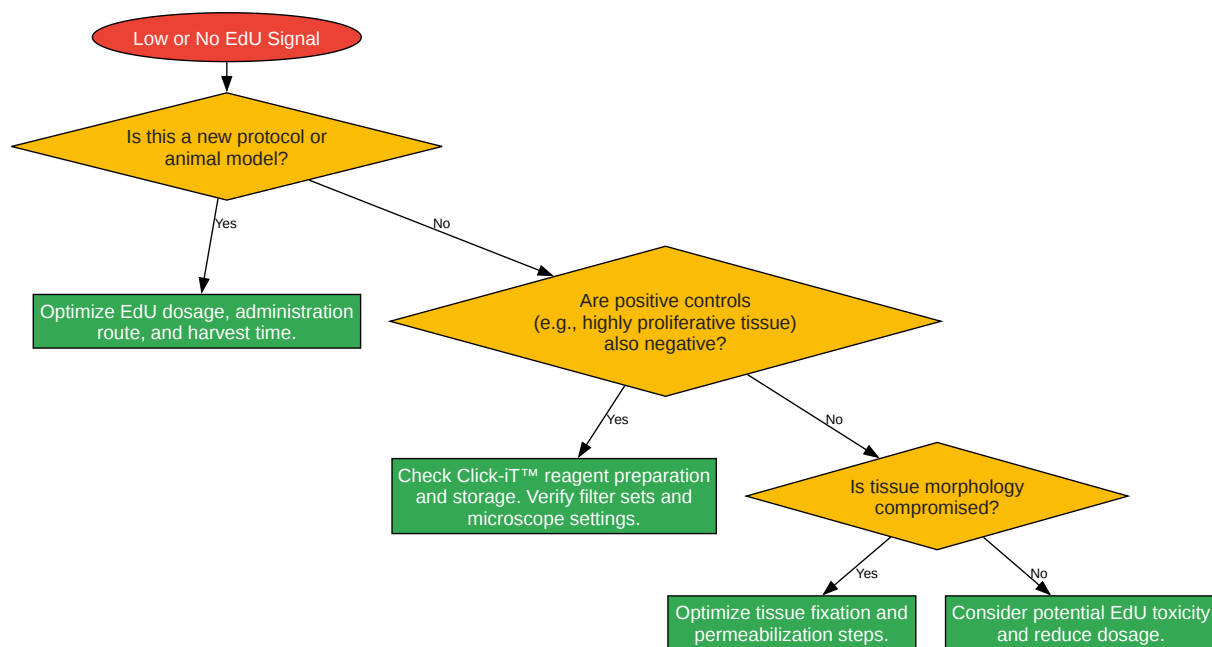 Low or No EdU Signal
Is this a new protocol or
animal model?
Yes
No
Optimize EdU dosage, administration
route, and harvest time.
Are positive controls
(e.g., highly proliferative tissue)
also negative?
Yes
No
Check Click-iT™ reagent preparation
and storage. Verify filter sets and
microscope settings.
Is tissue morphology
compromised?
Yes
No
Optimize tissue fixation and
permeabilization steps.
Consider potential EdU toxicity
and reduce dosage.